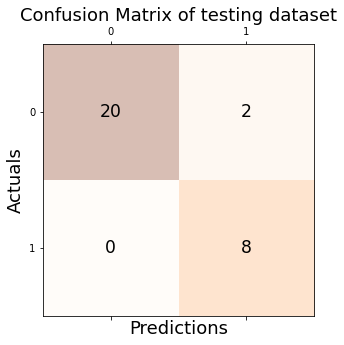 Confusion Matrix of testing dataset
0 1
0 20 2
Actuals
1 0 8
Predictions